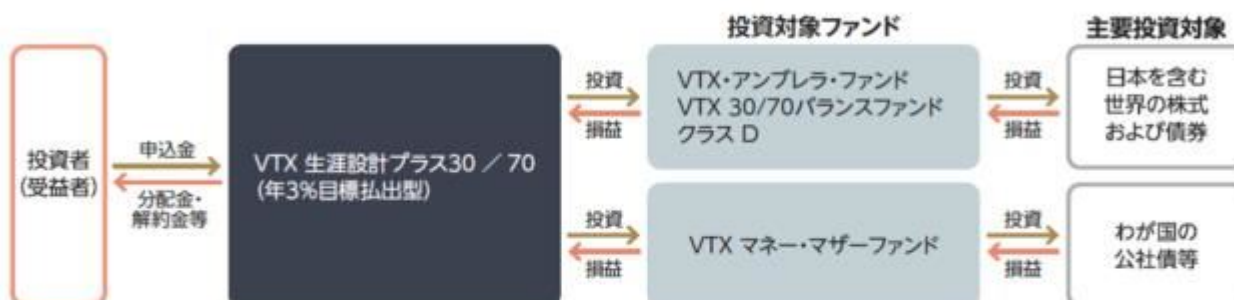 投資対象ファンド
主要投資対象
投資者
(受益者)
申込金
分配金・
解約金等
VTX 生涯設計プラス30 / 70
(年3%目標払出型)
投資
損益
VTX・アンブレラ・ファンド
VTX 30/70バランスファンド
クラス D
投資
損益
日本を含む
世界の株式
および債券
投資
損益
VTX マネー・マザーファンド
投資
損益
わが国の
公社債等